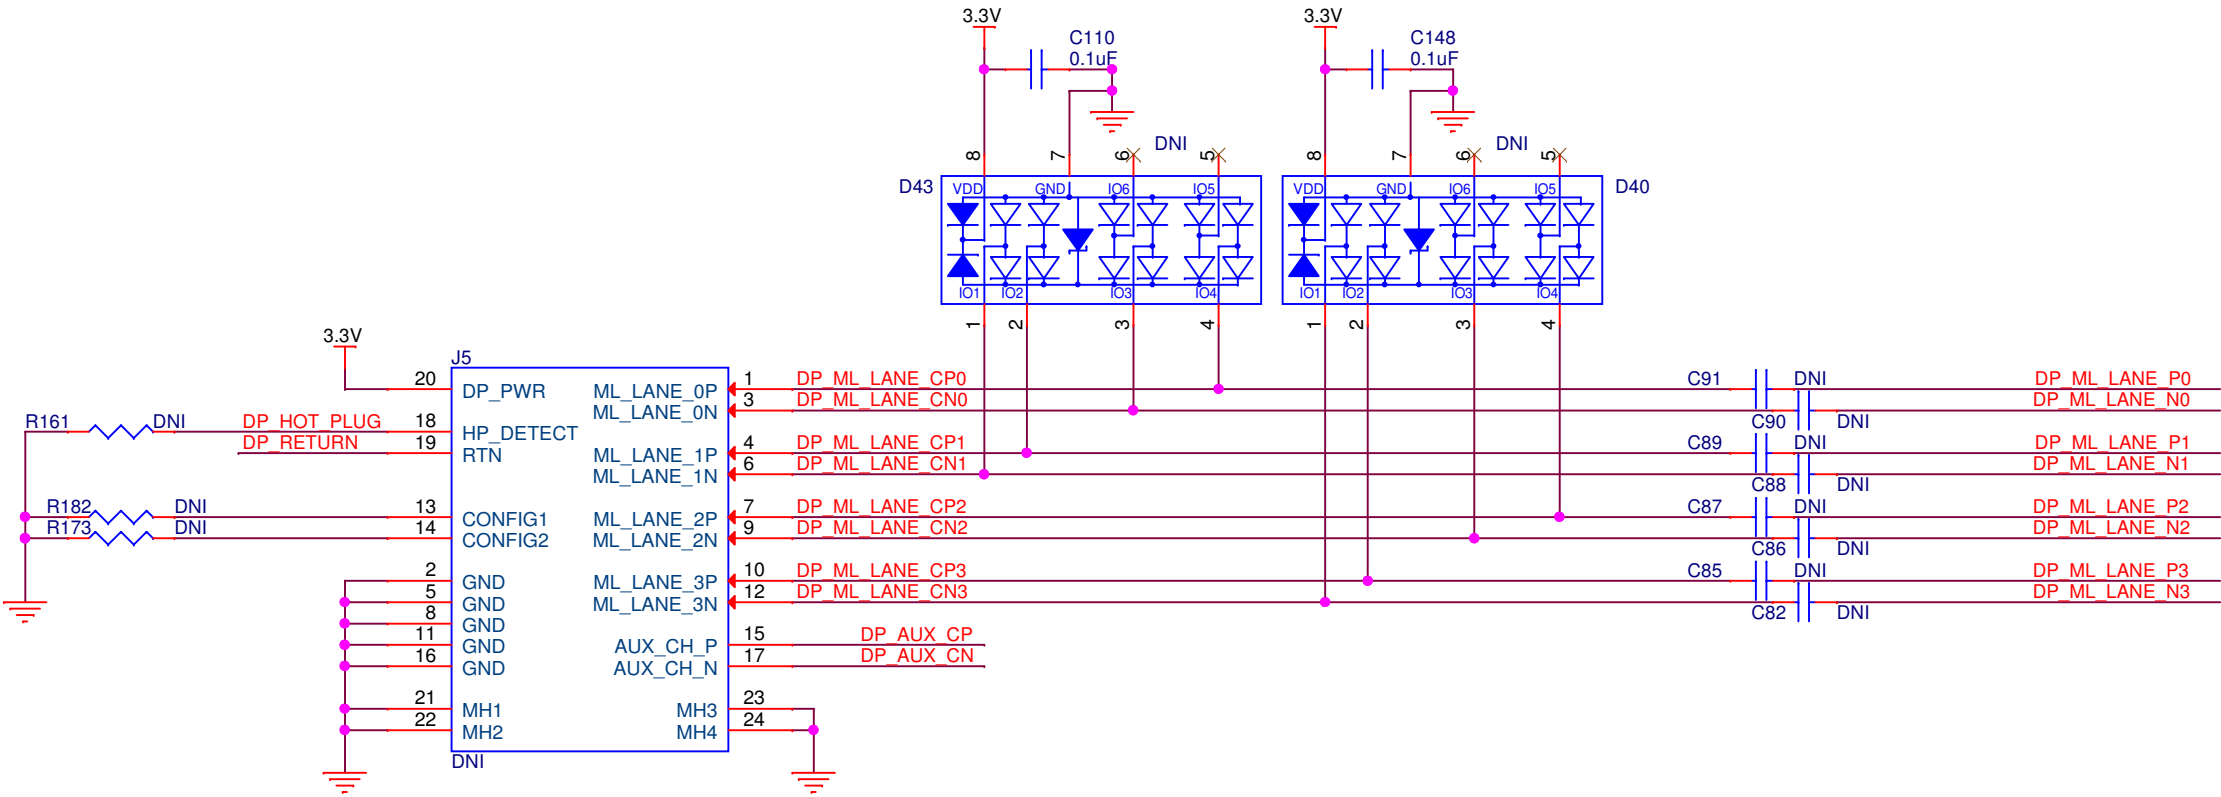 3.3V
3.3V
C110
0.1uF
C148
0.1uF
DNI
DNI
8
7
6
5
8
7
6
5
D43
VDD
GND
IO6
IO5
VDD
GND
IO6
IO5
D40
IO1
IO2
IO3
IO4
IO1
IO2
IO3
IO4
1
2
3
4
1
2
3
4
3.3V
J5
20
DP_PWR
ML_LANE_0P
1
DP_ML_LANE_CP0
C91
DNI
DP_ML_LANE_P0
ML_LANE_0N
3
DP_ML_LANE_CN0
C90
DNI
DP_ML_LANE_N0
R161
DNI
DP_HOT_PLUG
18
HP_DETECT
DP_RETURN
19
RTN
ML_LANE_1P
4
DP_ML_LANE_CP1
C89
DNI
DP_ML_LANE_P1
ML_LANE_1N
6
DP_ML_LANE_CN1
C88
DNI
DP_ML_LANE_N1
R182
DNI
13
CONFIG1
ML_LANE_2P
7
DP_ML_LANE_CP2
C87
DNI
DP_ML_LANE_P2
R173
DNI
14
CONFIG2
ML_LANE_2N
9
DP_ML_LANE_CN2
C86
DNI
DP_ML_LANE_N2
2
GND
ML_LANE_3P
10
DP_ML_LANE_CP3
C85
DNI
DP_ML_LANE_P3
5
GND
ML_LANE_3N
12
DP_ML_LANE_CN3
C82
DNI
DP_ML_LANE_N3
8
GND
11
GND
AUX_CH_P
15
DP_AUX_CP
16
GND
AUX_CH_N
17
DP_AUX_CN
21
MH1
MH3
23
22
MH2
MH4
24
DNI